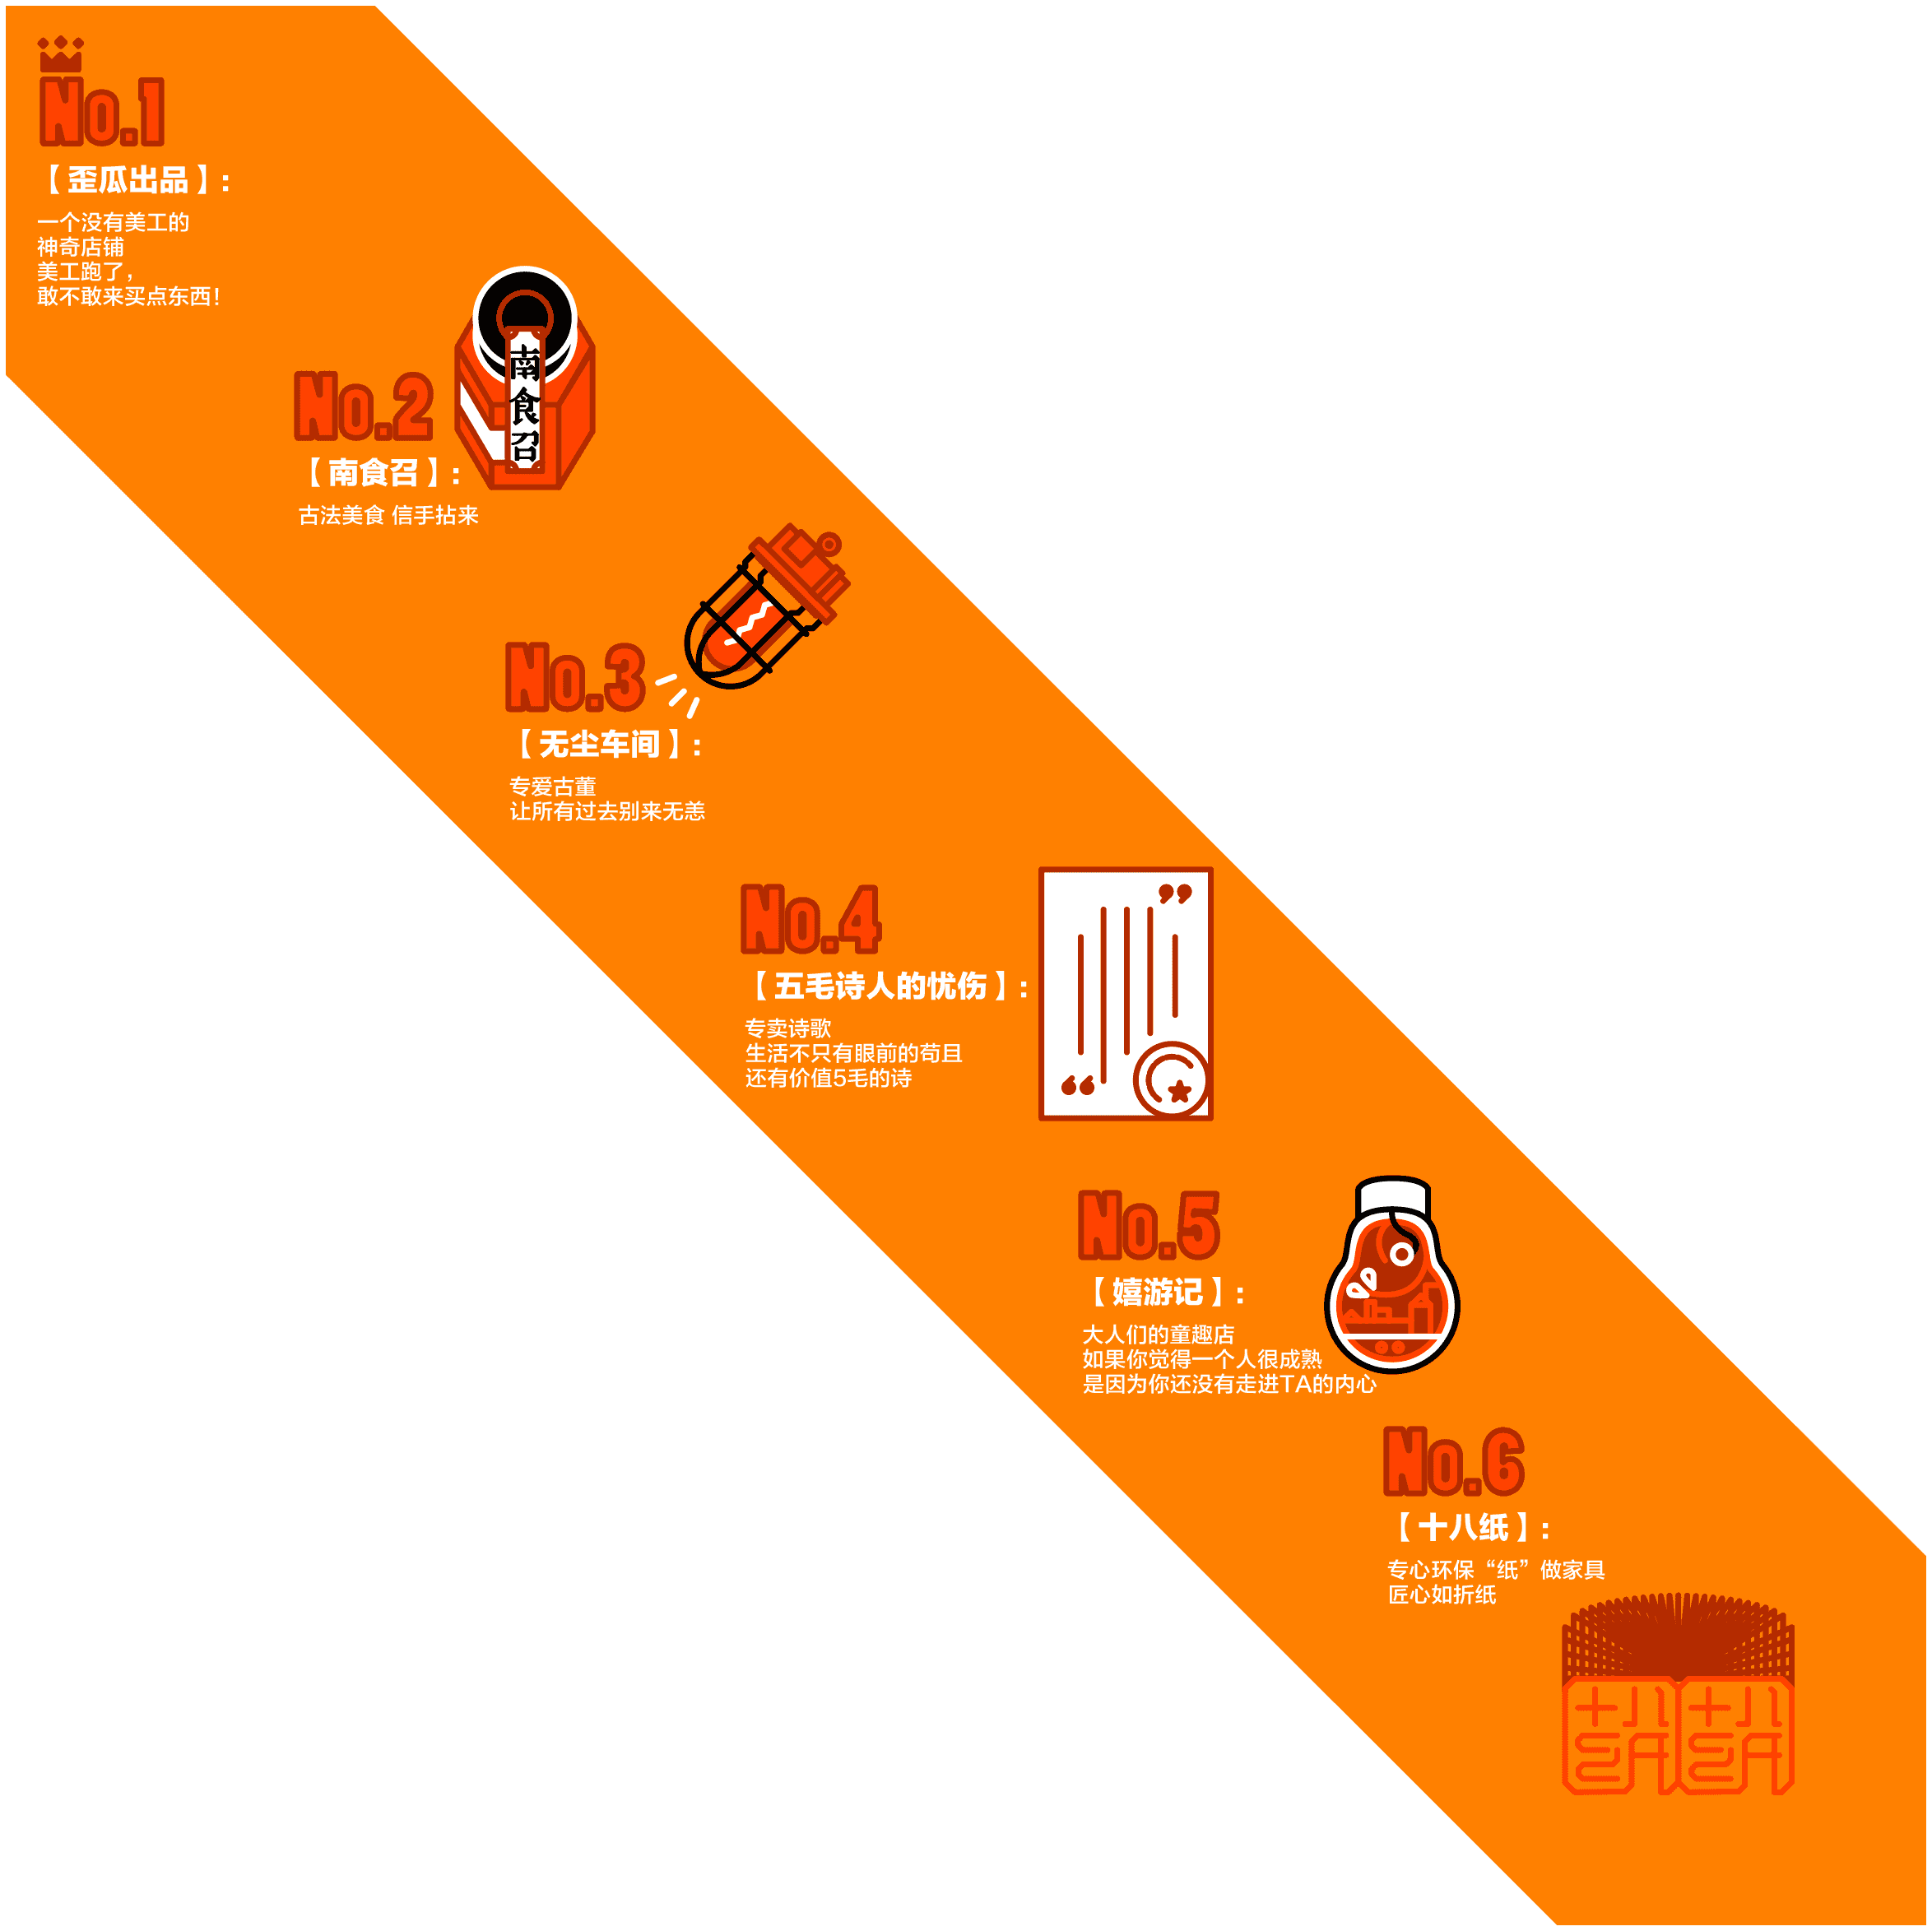 No.1
【歪瓜出品】:
一个没有美工的
神奇店铺
美工跑了，
敢不敢来买点东西！
南食召
No.2
【南食召】:
古法美食 信手拈来
No.3
【无尘车间】:
专爱古董
让所有过去别来无恙
No.4
【五毛诗人的忧伤】:
专卖诗歌
生活不只有眼前的苟且
还有价值5毛的诗
No.5
【嬉游记】:
大人们的童趣店
如果你觉得一个人很成熟
是因为你还没有走进TA的内心
No.6
【十八纸】:
专心环保“纸”做家具
匠心如折纸
十八纸 十八纸